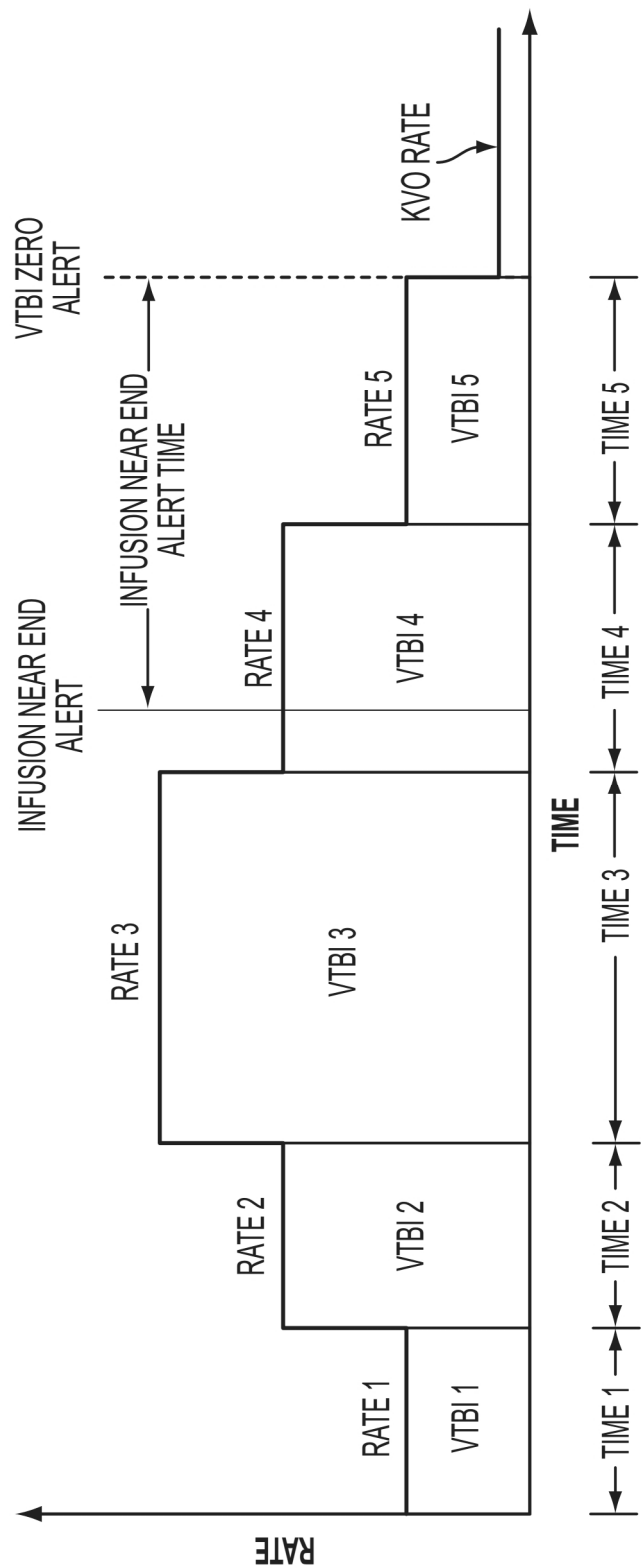 RATE
INFUSION NEAR END
ALERT
VTBI ZERO
ALERT
INFUSION NEAR END
ALERT TIME
RATE 1
RATE 2
RATE 3
RATE 4
RATE 5
KVO RATE
VTBI 1
VTBI 2
VTBI 3
VTBI 4
VTBI 5
TIME
TIME 1
TIME 2
TIME 3
TIME 4
TIME 5